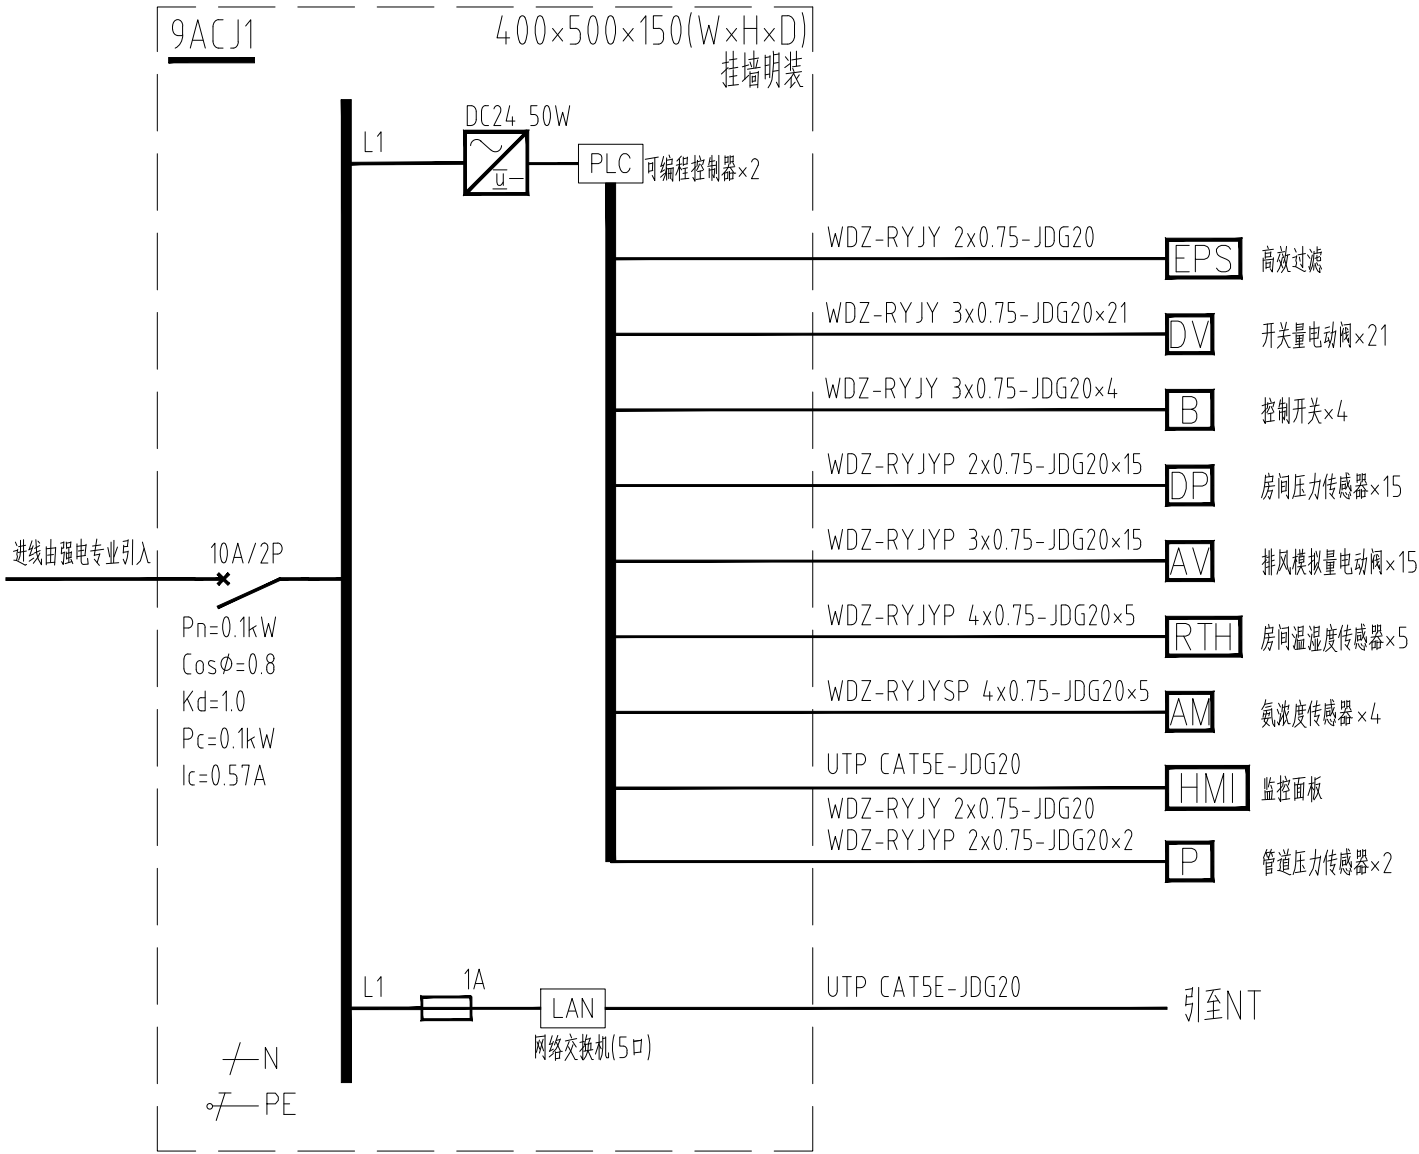 9ACJ1
400×500×150(W×H×D)
挂墙明装
DC24 50W
L1
u
PLC
可编程控制器×2
WDZ-RYJY 2x0.75-JDG20
EPS
高效过滤
WDZ-RYJY 3x0.75-JDG20×21
DV
开关量电动阀×21
WDZ-RYJY 3x0.75-JDG20×4
B
控制开关×4
WDZ-RYJYP 2x0.75-JDG20×15
DP
房间压力传感器×15
WDZ-RYJYP 3x0.75-JDG20×15
AV
排风模拟量电动阀×15
进线由强电专业引入
10A/2P
Pn=0.1kW
CosØ=0.8
Kd=1.0
Pc=0.1kW
Ic=0.57A
WDZ-RYJYP 4x0.75-JDG20×5
RTH
房间温湿度传感器×5
WDZ-RYJYSP 4x0.75-JDG20×5
AM
氨浓度传感器×4
UTP CAT5E-JDG20
HMI
监控面板
WDZ-RYJY 2x0.75-JDG20
WDZ-RYJYP 2x0.75-JDG20×2
P
管道压力传感器×2
L1
1A
LAN
网络交换机(5口)
UTP CAT5E-JDG20
引至NT
N
PE